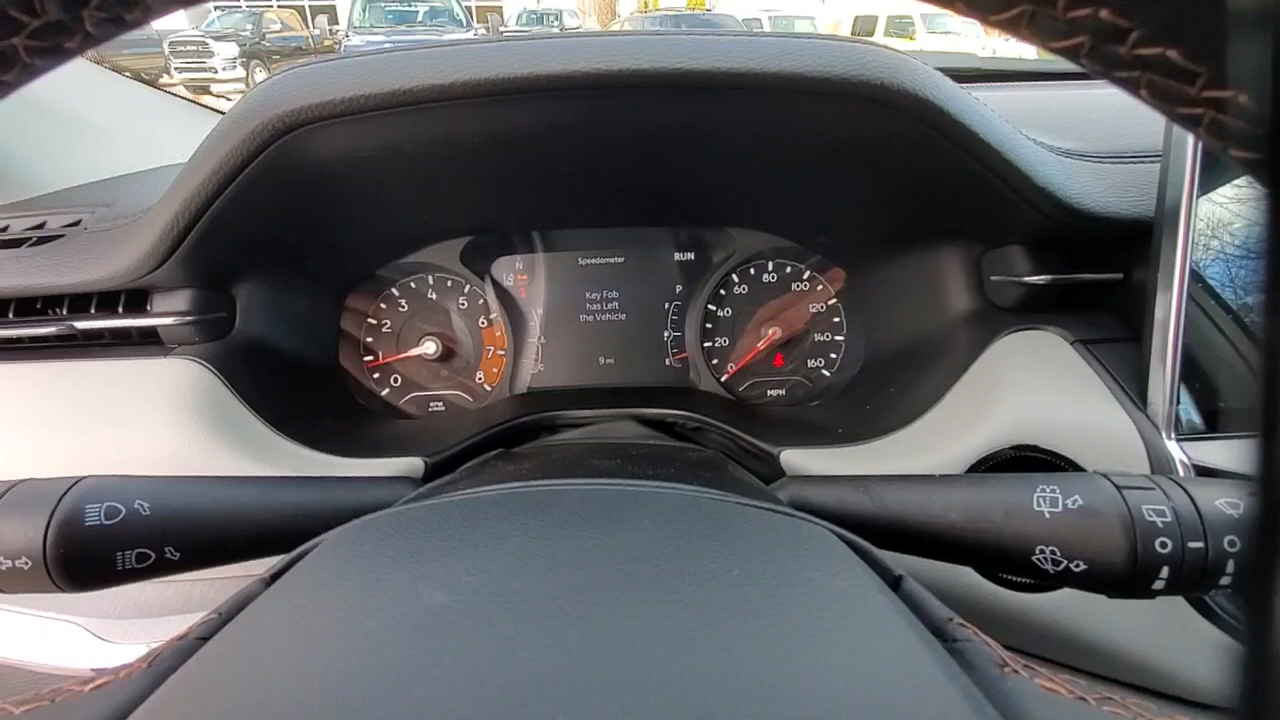 N
Speedometer
RUN
P
Key Fob
has Left
the Vehicle
9 mi
F
E
C
0
1
2
3
4
5
6
7
8
RPM
0
20
40
60
80
100
120
140
160
MPH